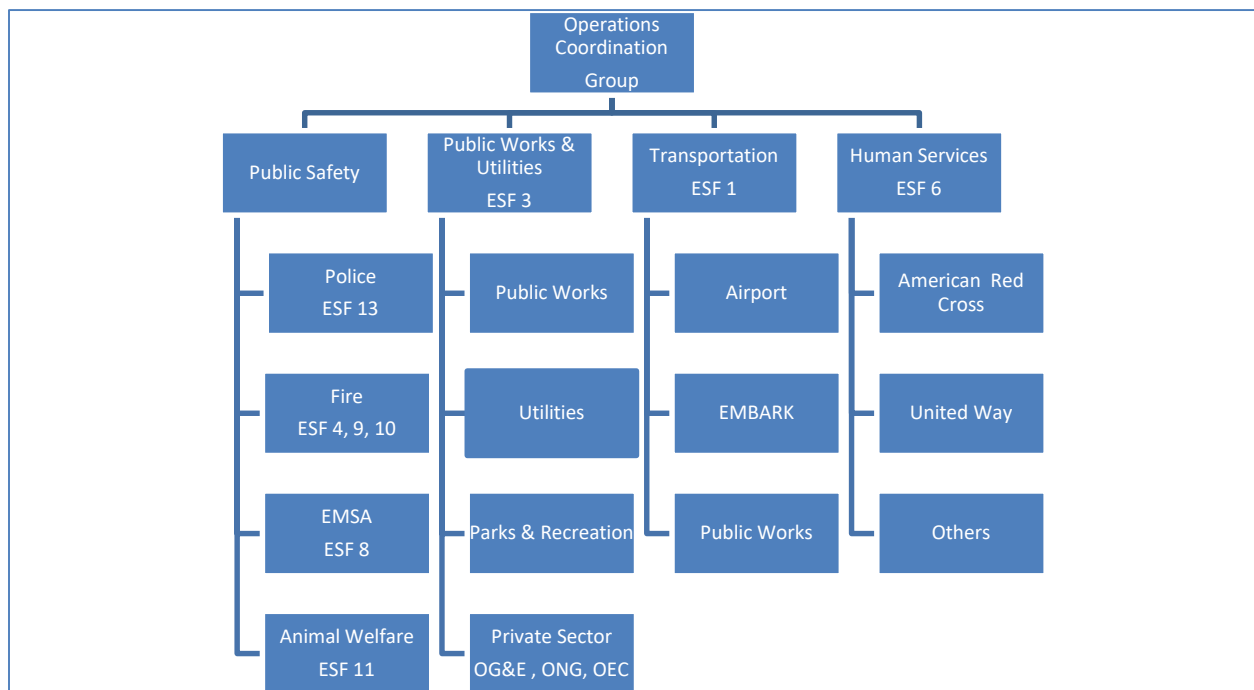 Operations
Coordination
Group
Public Safety
Public Works &
Utilities
ESF 3
Transportation
ESF 1
Human Services
ESF 6
Police
ESF 13
Public Works
Airport
American Red
Cross
Fire
ESF 4, 9, 10
Utilities
EMBARK
United Way
EMSA
ESF 8
Parks & Recreation
Public Works
Others
Animal Welfare
ESF 11
Private Sector
OG&E , ONG, OEC